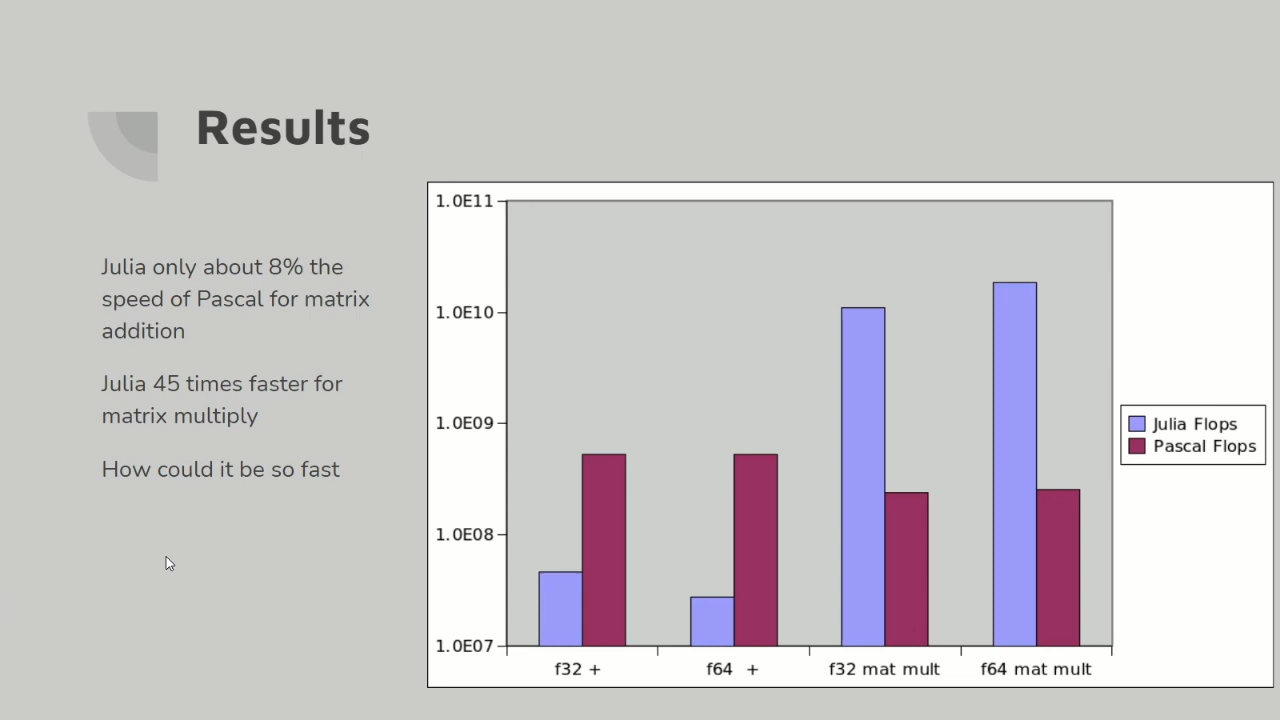 Results
Julia only about 8% the
speed of Pascal for matrix
addition
Julia 45 times faster for
matrix multiply
How could it be so fast
1.0E11
1.0E10
1.0E09
1.0E08
1.0E07
f32 +
f64 +
f32 mat mult
f64 mat mult
Julia Flops
Pascal Flops